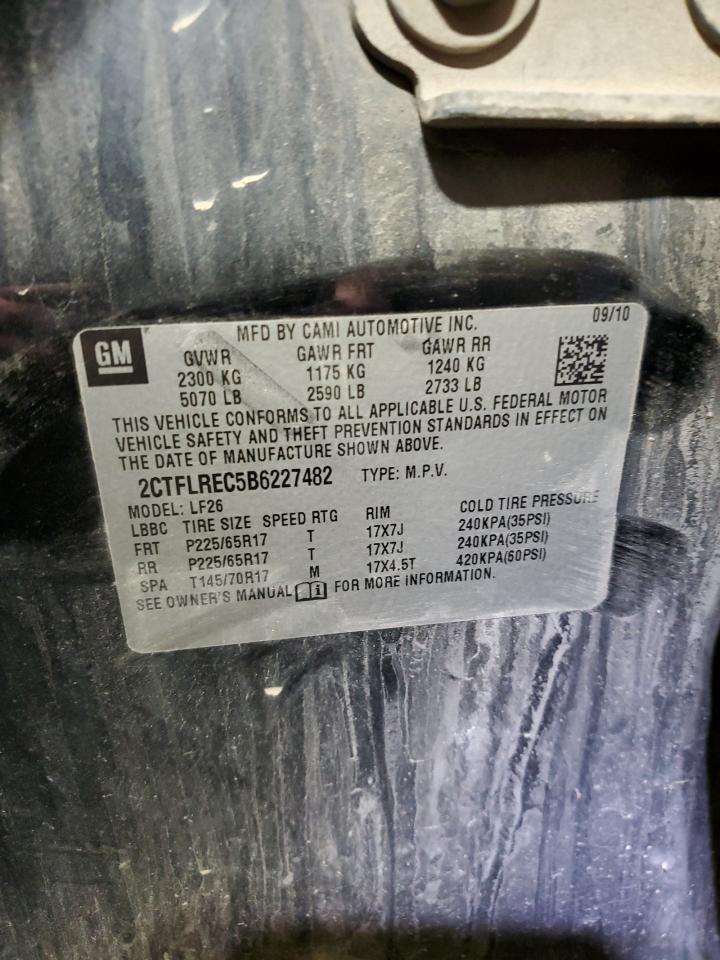 GM
MFD BY CAMI AUTOMOTIVE INC. 09/10
GVWR GAWR FRT GAWR RR
2300 KG 1175 KG 1240 KG
5070 LB 2590 LB 2733 LB
THIS VEHICLE CONFORMS TO ALL APPLICABLE U.S. FEDERAL MOTOR
VEHICLE SAFETY AND THEFT PREVENTION STANDARDS IN EFFECT ON
THE DATE OF MANUFACTURE SHOWN ABOVE.
2CTFLREC5B6227482 TYPE: M.P.V.
MODEL: LF26
LBBC TIRE SIZE SPEED RTG RIM COLD TIRE PRESSURE
FRT P225/65R17 T 17X7J 240KPA(35PSI)
RR P225/65R17 T 17X7J 240KPA(35PSI)
SPA T145/70R17 M 17X4.5T 420KPA(60PSI)
SEE OWNER'S MANUAL FOR MORE INFORMATION.